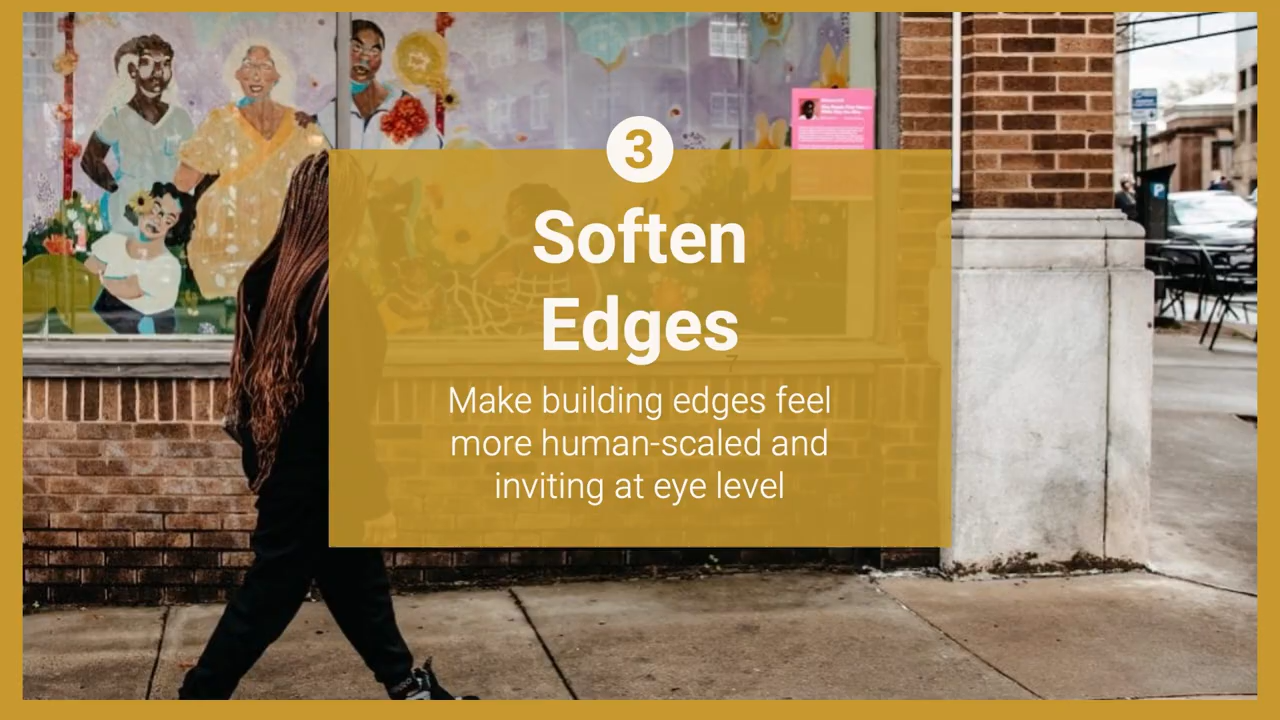 3
Soften
Edges
Make building edges feel
more human-scaled and
inviting at eye level
P